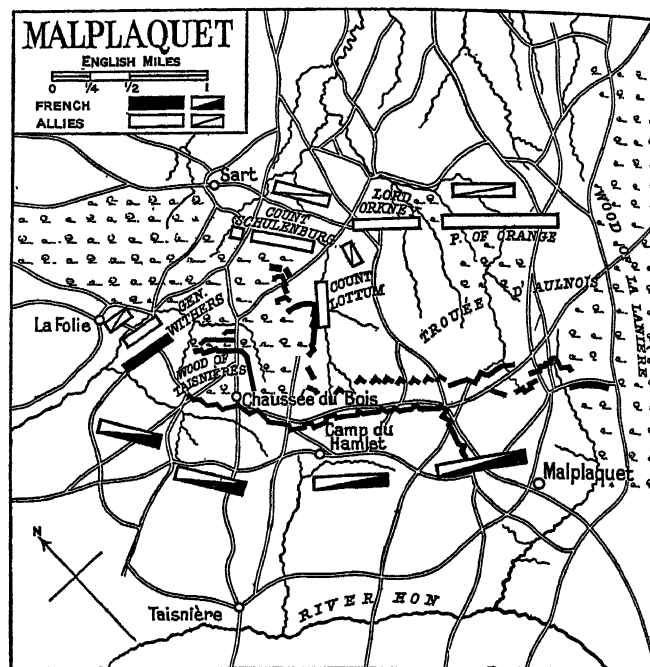 MALPLAQUET
ENGLISH MILES
0 ¼ ½ 1
FRENCH
ALLIES
Sart
COUNT
SCHULENBURG
LORD
ORKNEY
P. OF ORANGE
WOOD OF LA LANIERE
GEN.
WITHERS
COUNT
LOTTUM
TROUÉE D'AULNOIS
La Folie
WOOD OF
TAISNIÈRES
Chaussée du Bois
Camp du
Hamlet
Malplaquet
N
Taisnière
RIVER HON